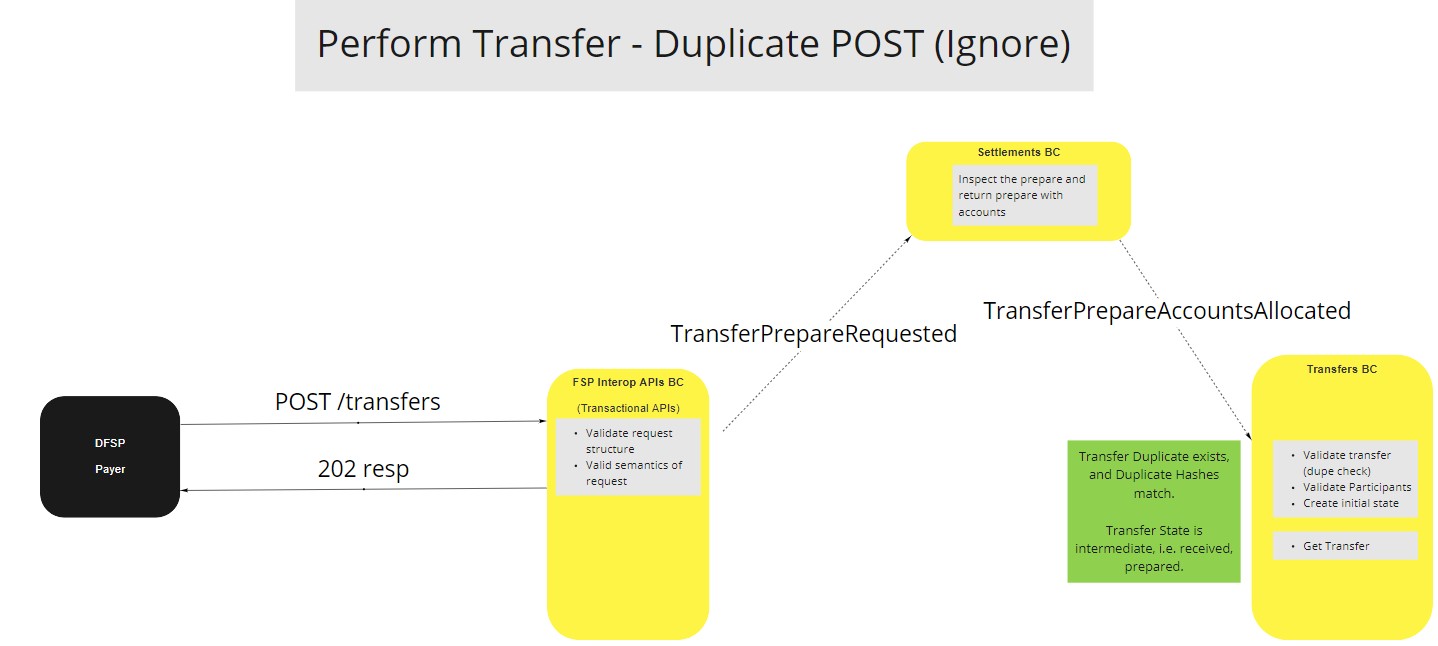 Perform Transfer - Duplicate POST (Ignore)
Settlements BC
Inspect the prepare and
return prepare with
accounts
TransferPrepareRequested
TransferPrepareAccountsAllocated
DFSP
Payer
POST /transfers
202 resp
FSP Interop APIs BC
(Transactional APIs)
• Validate request
structure
• Valid semantics of
request
Transfer Duplicate exists,
and Duplicate Hashes
match.
Transfer State is
intermediate, i.e. received,
prepared.
Transfers BC
• Validate transfer
(dupe check)
• Validate Participants
• Create initial state
• Get Transfer